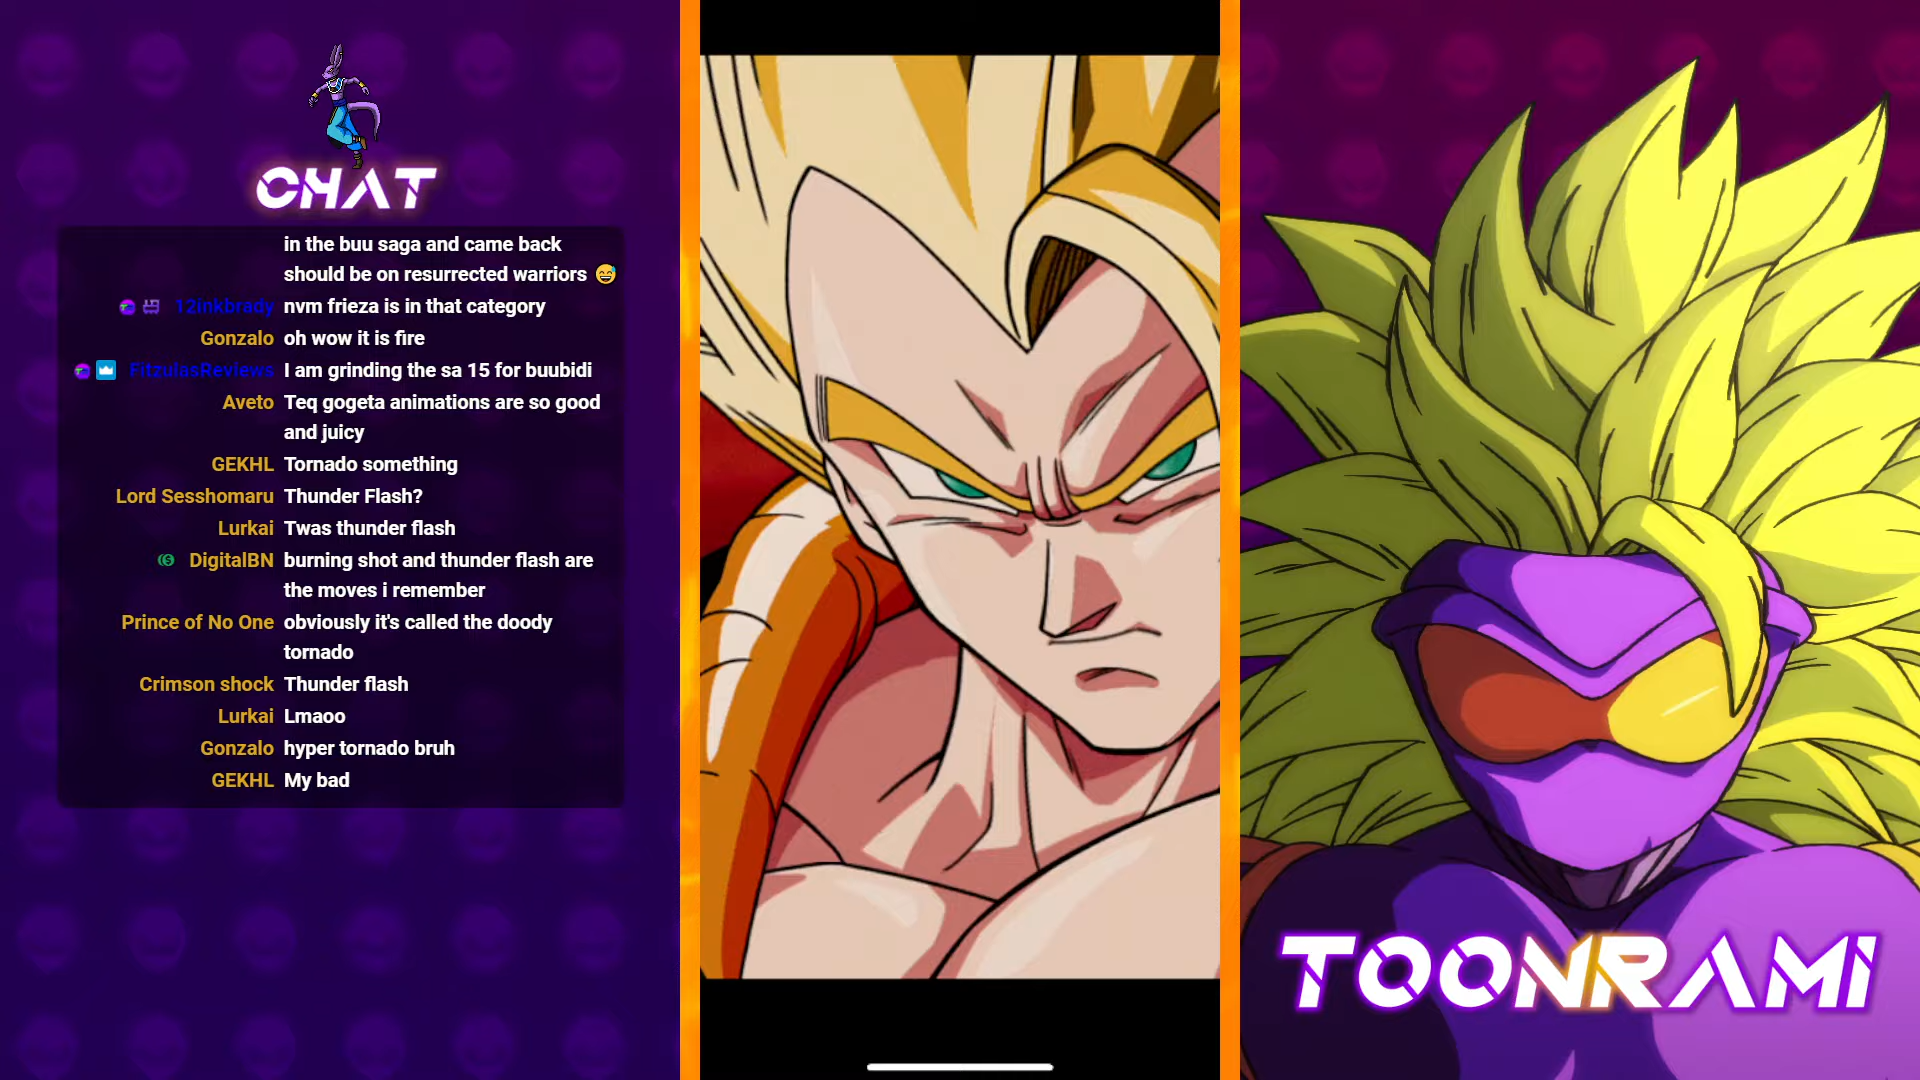 CHAT
in the buu saga and came back
should be on resurrected warriors 😅
12inkbrady nvm frieza is in that category
Gonzalo oh wow it is fire
FitzulasReviews I am grinding the sa 15 for buubidi
Aveto Teq gogeta animations are so good
and juicy
GEKHL Tornado something
Lord Sesshomaru Thunder Flash?
Lurkai Twas thunder flash
DigitalBN burning shot and thunder flash are
the moves i remember
Prince of No One obviously it's called the doody
tornado
Crimson shock Thunder flash
Lurkai Lmaoo
Gonzalo hyper tornado bruh
GEKHL My bad
TOONRAMI